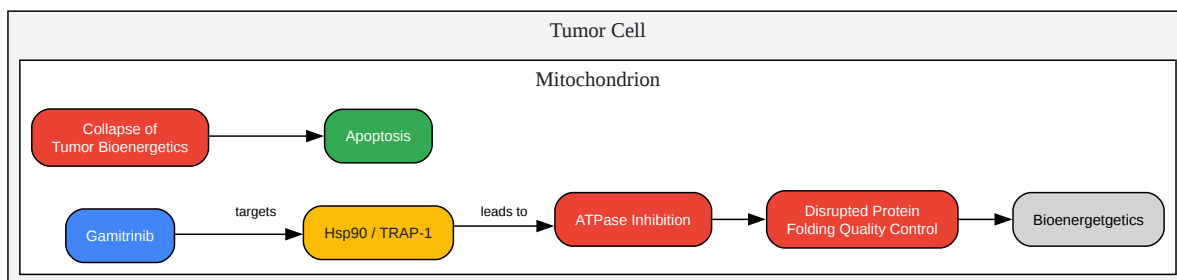 Tumor Cell
Mitochondrion
Collapse of
Tumor Bioenergetics
Apoptosis
Gamitrinib
targets
Hsp90 / TRAP-1
leads to
ATPase Inhibition
Disrupted Protein
Folding Quality Control
Bioenergetgetics